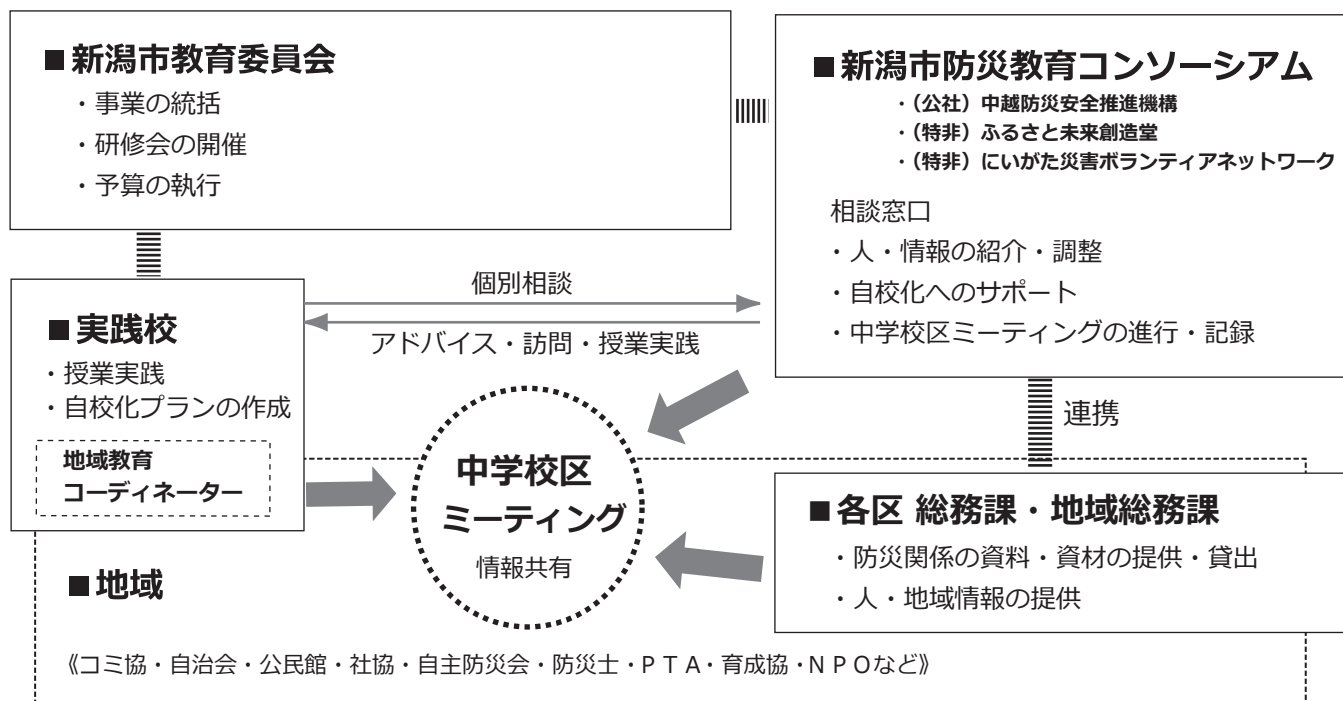 ■新潟市教育委員会
・事業の統括
・研修会の開催
・予算の執行
■新潟市防災教育コンソーシアム
・（公社）中越防災安全推進機構
・（特非）ふるさと未来創造堂
・（特非）にいがた災害ボランティアネットワーク
相談窓口
・人・情報の紹介・調整
・自校化へのサポート
・中学校区ミーティングの進行・記録
■実践校
・授業実践
・自校化プランの作成
地域教育
コーディネーター
個別相談
アドバイス・訪問・授業実践
連携
中学校区
ミーティング
情報共有
■各区 総務課・地域総務課
・防災関係の資料・資材の提供・貸出
・人・地域情報の提供
■地域
《コミ協・自治会・公民館・社協・自主防災会・防災士・ＰＴＡ・育成協・ＮＰＯなど》